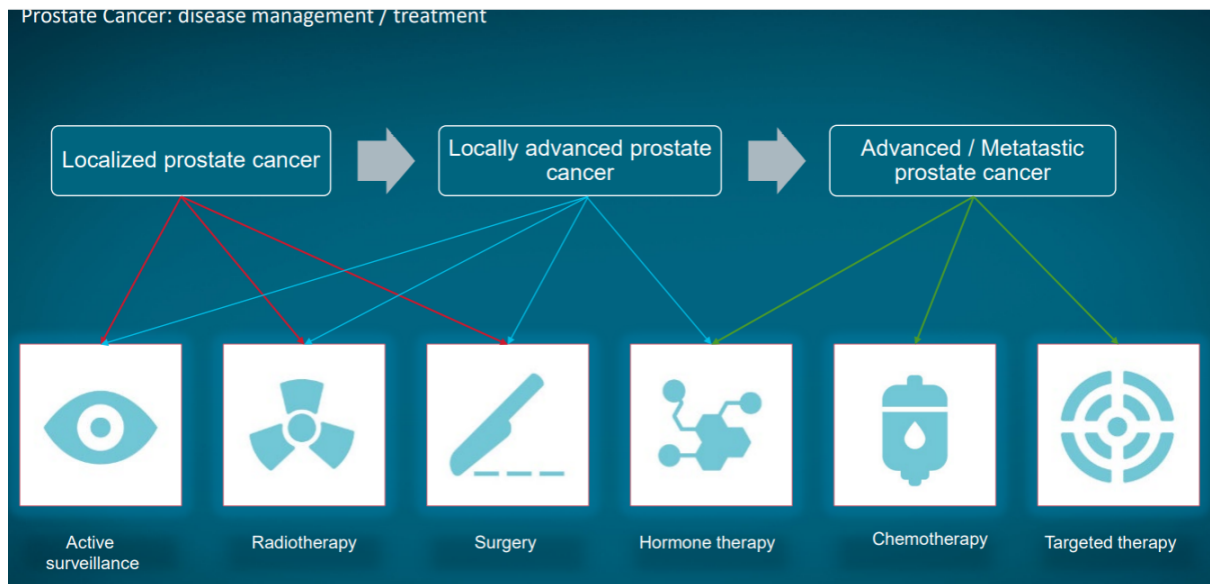 Prostate Cancer: disease management / treatment
Localized prostate cancer
Locally advanced prostate
cancer
Advanced / Metatastic
prostate cancer
Active
surveillance
Radiotherapy
Surgery
Hormone therapy
Chemotherapy
Targeted therapy